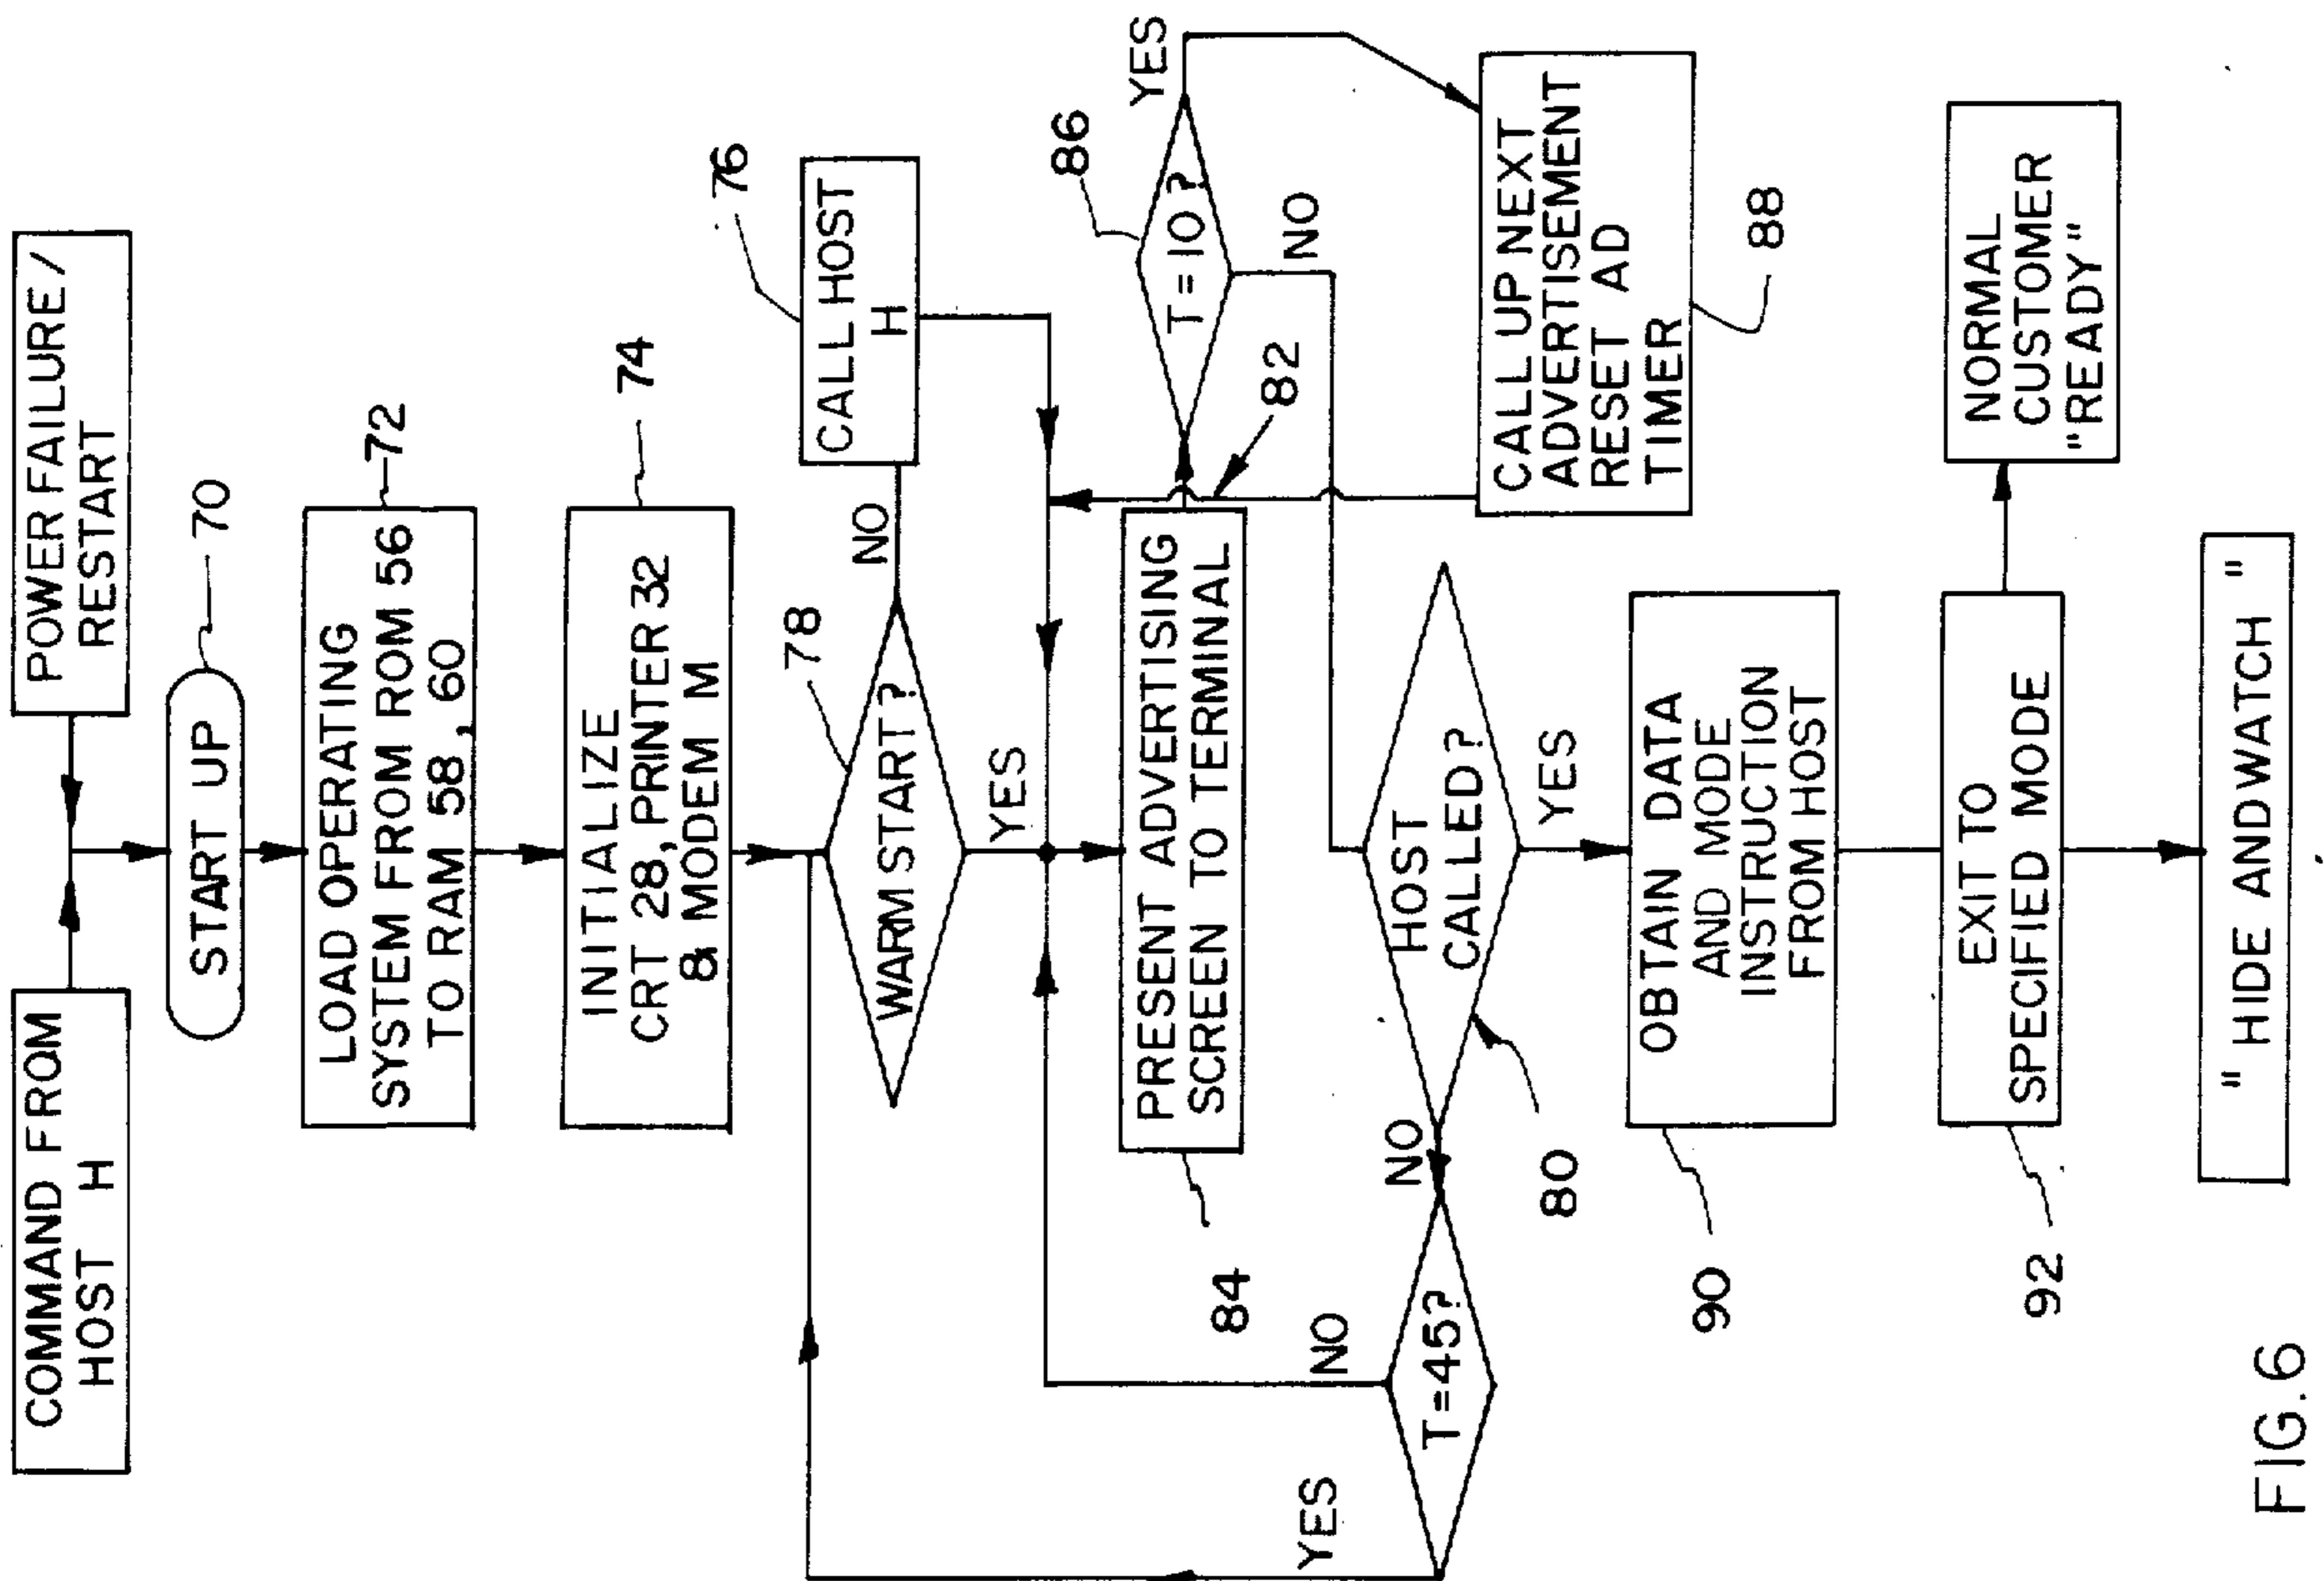 COMMAND FROM
HOST H
POWER FAILURE /
RESTART
START UP
70
LOAD OPERATING
SYSTEM FROM ROM 56
TO RAM 58, 60
72
INITIALIZE
CRT 28, PRINTER 32
& MODEM M
74
WARM START?
78
NO
CALL HOST
H
76
YES
PRESENT ADVERTISING
SCREEN TO TERMINAL
84
82
T = 10 ?
86
YES
NO
CALL UP NEXT
ADVERTISEMENT
RESET AD
TIMER
88
HOST
CALLED ?
80
NO
T=45?
NO
YES
YES
OBTAIN DATA
AND MODE
INSTRUCTION
FROM HOST
90
EXIT TO
SPECIFIED MODE
92
NORMAL
CUSTOMER
"READY"
" HIDE ANDWATCH "
FIG.6